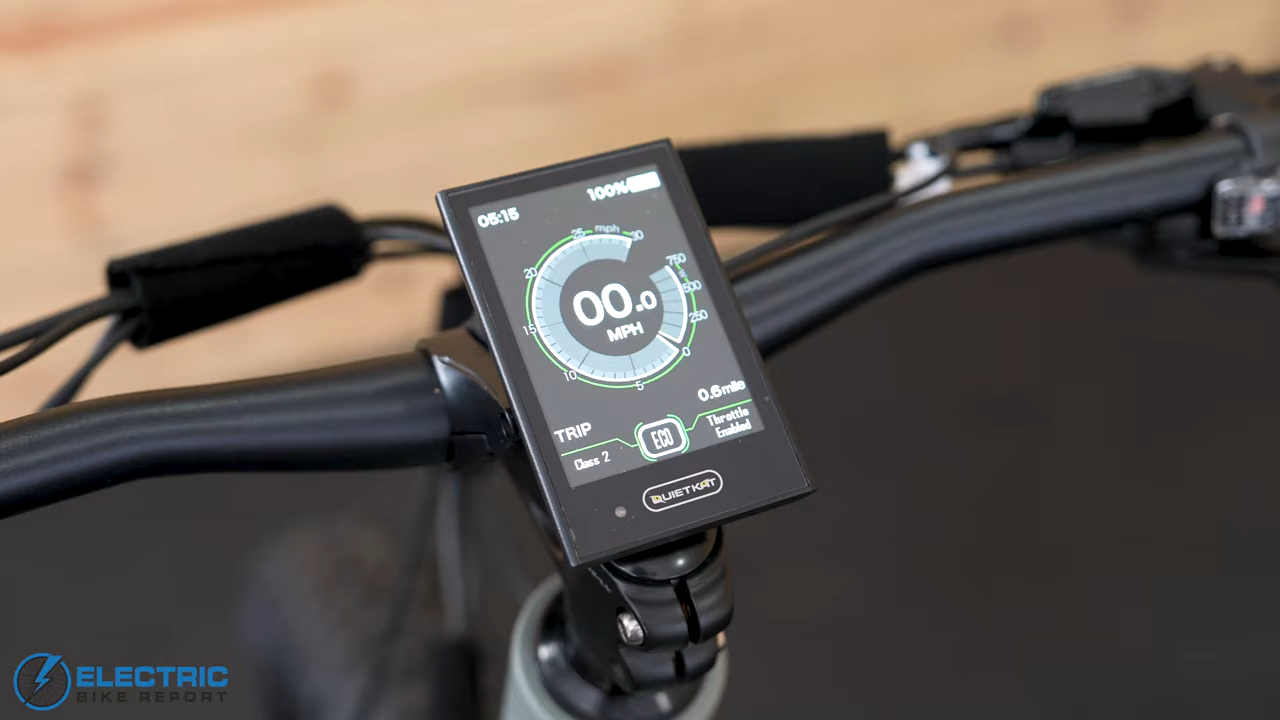 100%
05:15
25 mph 30
20
750
500
15
250
00.0
MPH
0
10
5
0.6mile
TRIP
ECO
Throttle
Enabled
Class 2
QUIETKAT
ELECTRIC
BIKE REPORT